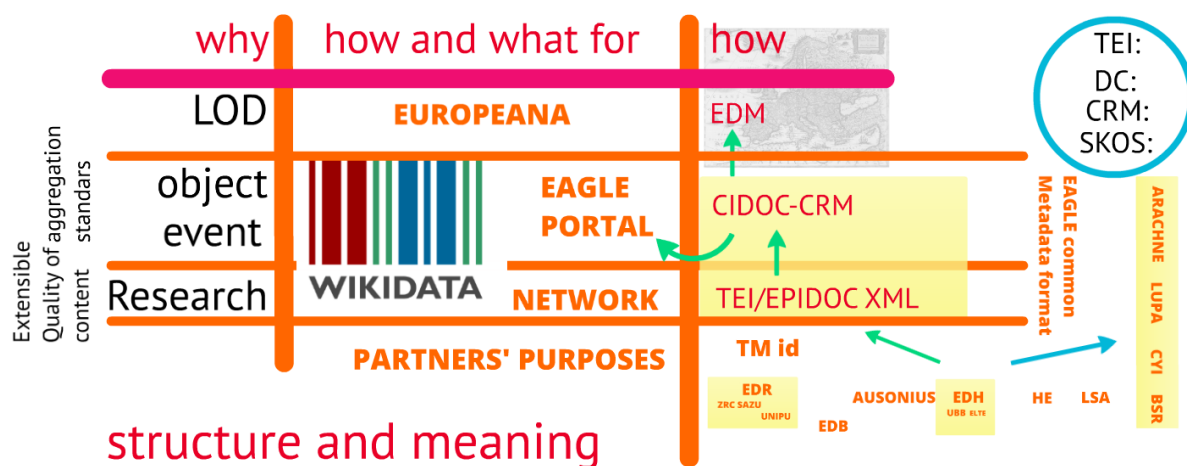 why
how and what for
how
TEI:
DC:
CRM:
SKOS:
LOD
EUROPEANA
EDM
Extensible
Quality of aggregation
content
standars
object
event
WIKIDATA
EAGLE
PORTAL
CIDOC-CRM
EAGLE common
Metadata format
ARACHNE
LUPA
CYI
BSR
Research
NETWORK
TEI/EPIDOC XML
PARTNERS' PURPOSES
TM id
EDR
ZRC SAZU
UNIPU
EDB
AUSONIUS
EDH
UBB ELTE
HE
LSA
structure and meaning